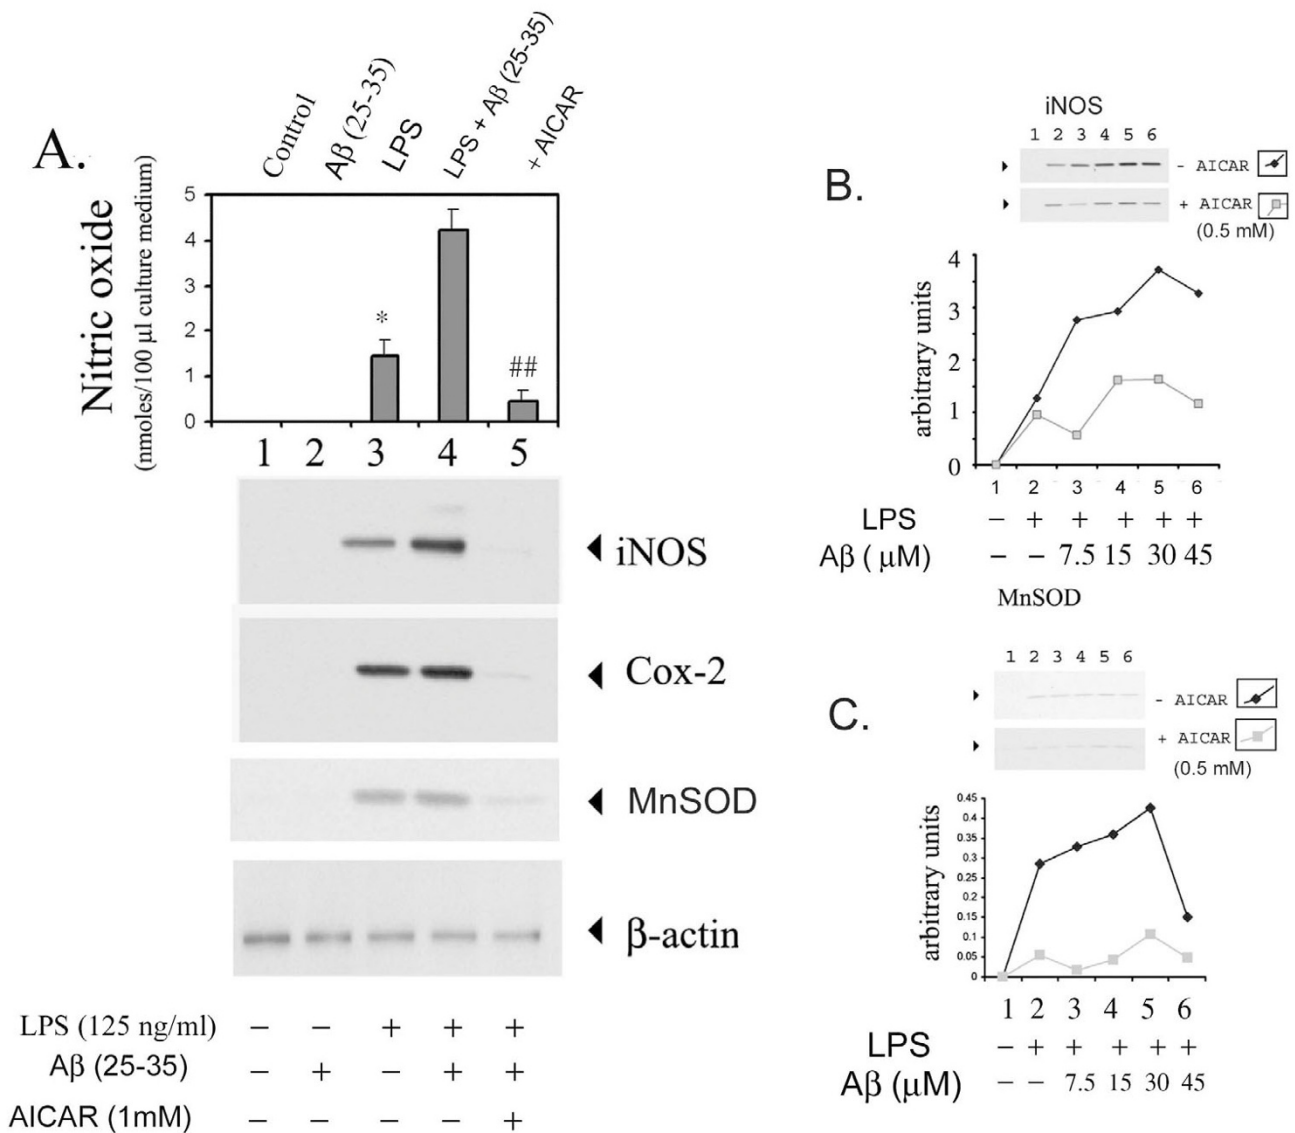 A.
Control
Aβ (25-35)
LPS
LPS + Aβ (25-35)
+ AICAR
Nitric oxide
(nmoles/100 μl culture medium)
5
4
3
2
1
0
*
##
1 2 3 4 5
iNOS
Cox-2
MnSOD
β-actin
LPS (125 ng/ml) – – + + +
Aβ (25-35) – + – + +
AICAR (1mM) – – – – +
B.
iNOS
1 2 3 4 5 6
- AICAR
+ AICAR
(0.5 mM)
arbitrary units
4
3
2
1
0
1 2 3 4 5 6
LPS – + + + + +
Aβ ( μM) – – 7.5 15 30 45
C.
MnSOD
1 2 3 4 5 6
- AICAR
+ AICAR
(0.5 mM)
arbitrary units
0.45
0.4
0.35
0.3
0.25
0.2
0.15
0.1
0.05
0
1 2 3 4 5 6
LPS – + + + + +
Aβ (μM) – – 7.5 15 30 45